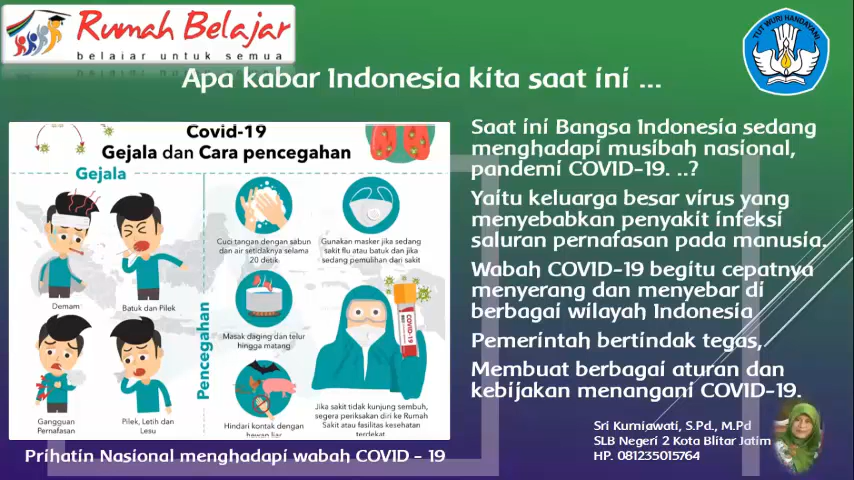 Rumah Belajar
belajar untuk semua
TUT WURI HANDAYANI
Apa kabar Indonesia kita saat ini ...
Covid-19
Gejala dan Cara pencegahan
Gejala
Demam
Batuk dan Pilek
Gangguan
Pernafasan
Pilek, Letih dan
Lesu
Pencegahan
Cuci tangan dengan sabun
dan air setidaknya selama
20 detik
Gunakan masker jika sedang
sakit flu atau batuk dan jika
sedang pemulihan dari sakit
Masak daging dan telur
hingga matang
Hindari kontak dengan
hewan liar
COVID-19
Jika sakit tidak kunjung sembuh,
segera periksakan diri ke Rumah
Sakit atau fasilitas kesehatan
terdekat
Saat ini Bangsa Indonesia sedang
menghadapi musibah nasional,
pandemi COVID-19. ..?
Yaitu keluarga besar virus yang
menyebabkan penyakit infeksi
saluran pernafasan pada manusia.
Wabah COVID-19 begitu cepatnya
menyerang dan menyebar di
berbagai wilayah Indonesia
Pemerintah bertindak tegas,
Membuat berbagai aturan dan
kebijakan menangani COVID-19.
Sri Kurniawati, S.Pd., M.Pd
SLB Negeri 2 Kota Blitar Jatim
HP. 081235015764
Prihatin Nasional menghadapi wabah COVID - 19